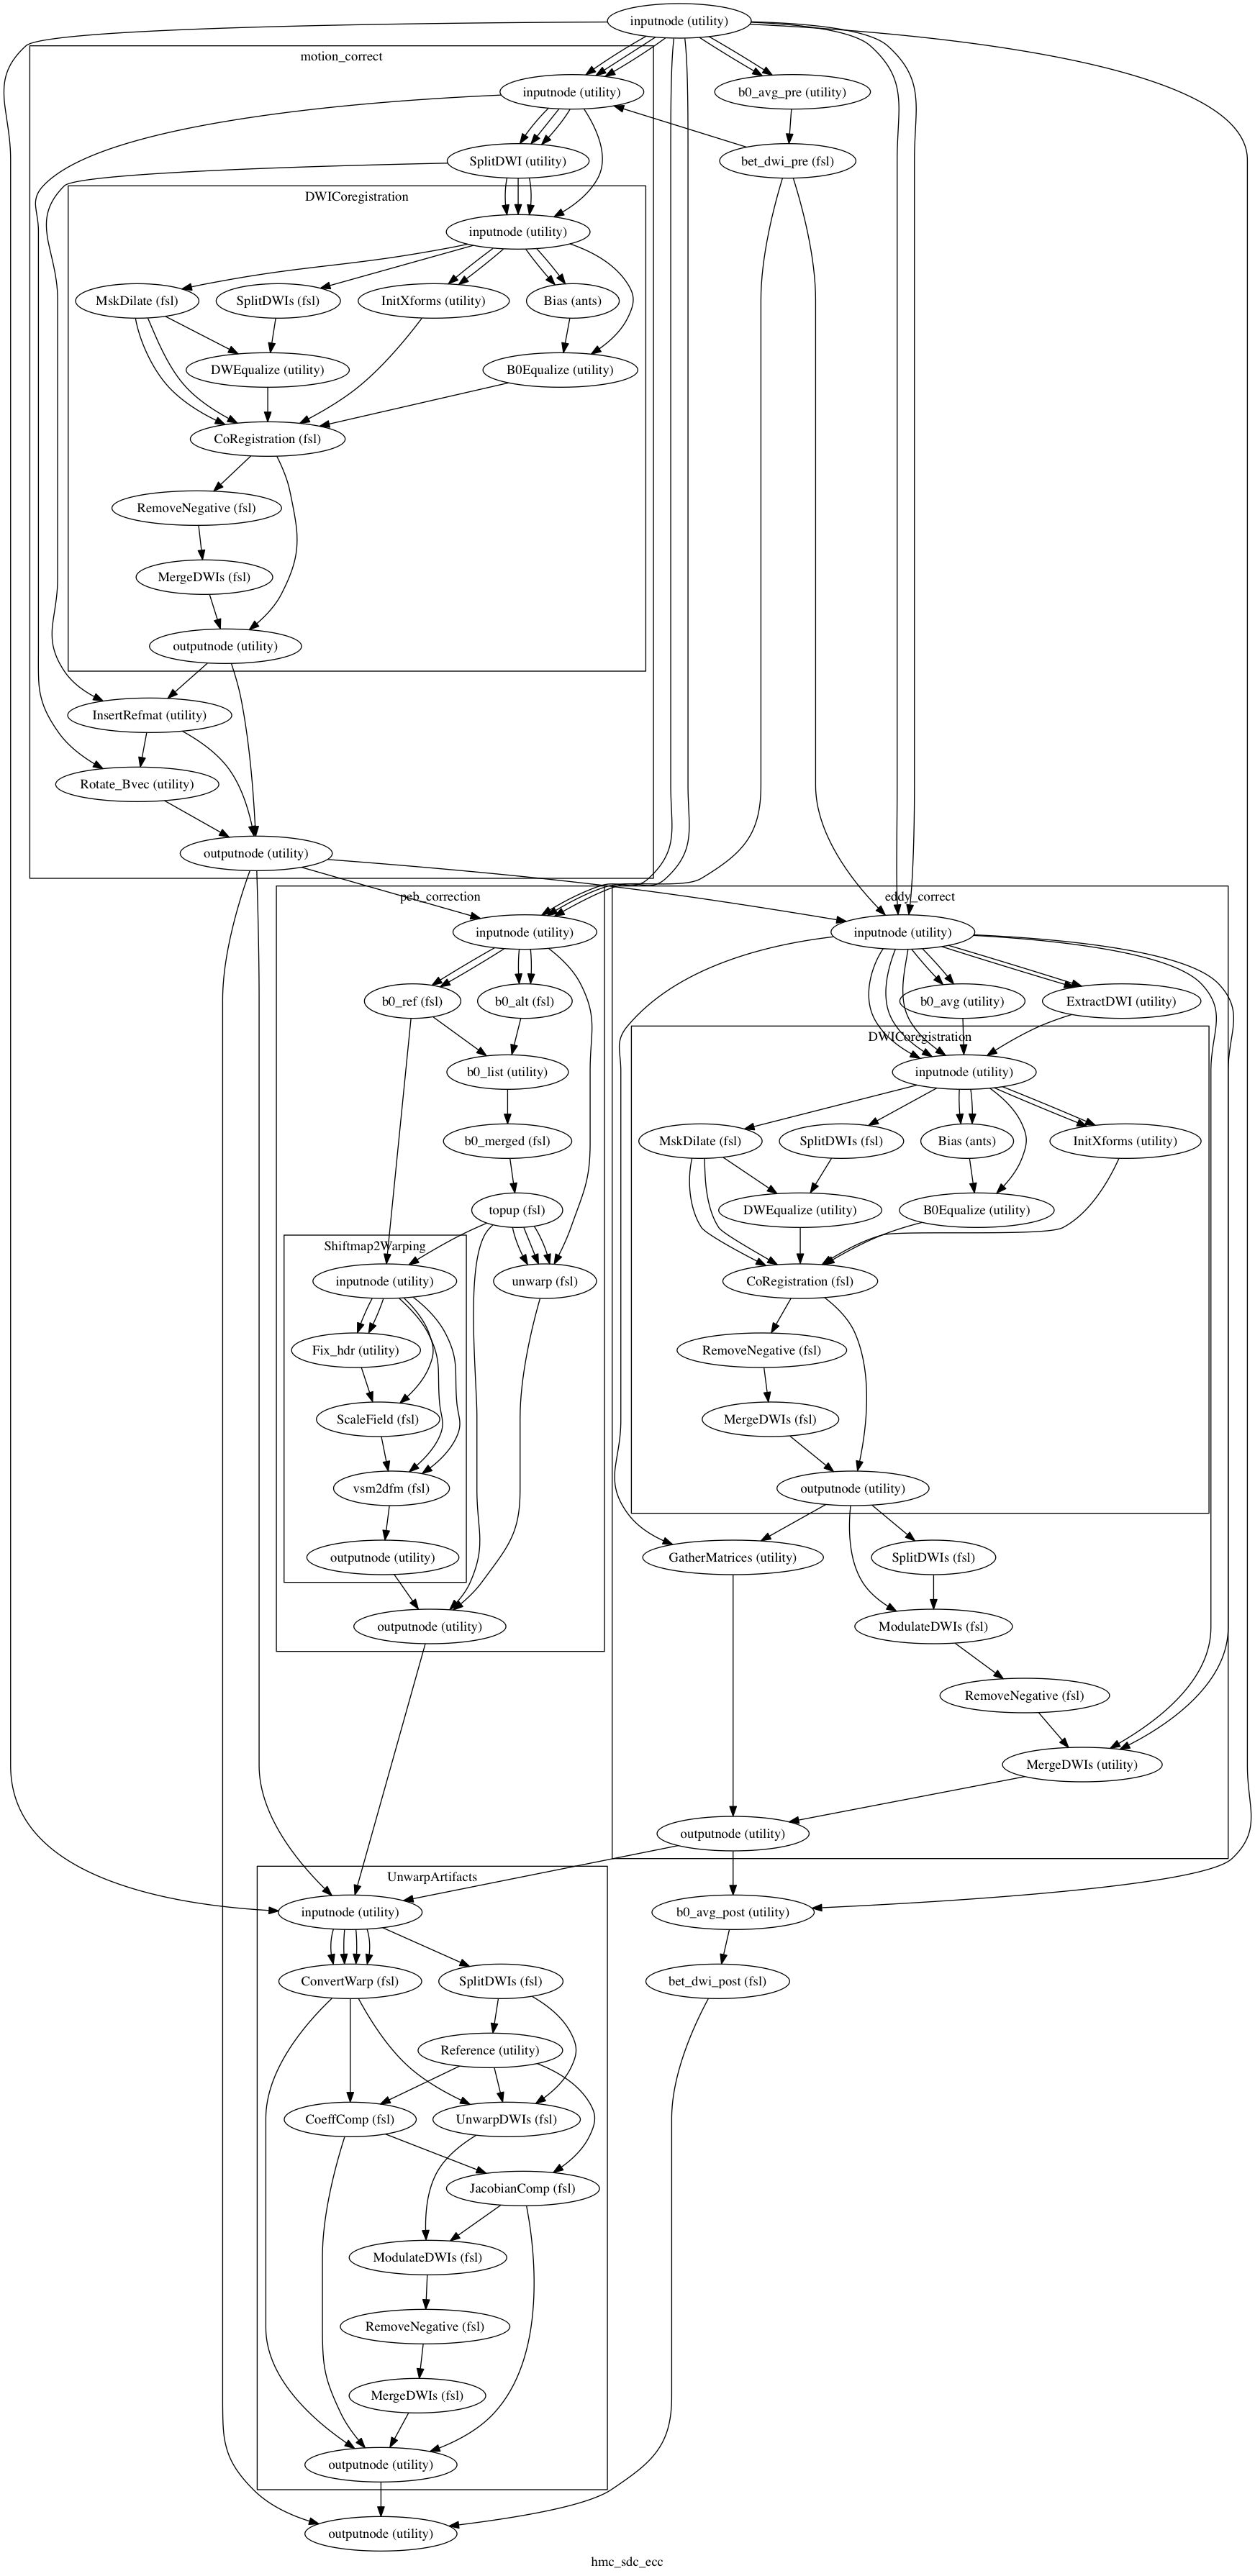 inputnode (utility)
motion_correct
inputnode (utility)
b0_avg_pre (utility)
SplitDWI (utility)
bet_dwi_pre (fsl)
DWICoregistration
inputnode (utility)
MskDilate (fsl)
SplitDWIs (fsl)
InitXforms (utility)
Bias (ants)
DWEqualize (utility)
B0Equalize (utility)
CoRegistration (fsl)
RemoveNegative (fsl)
MergeDWIs (fsl)
outputnode (utility)
InsertRefmat (utility)
Rotate_Bvec (utility)
outputnode (utility)
peb_correction
inputnode (utility)
b0_ref (fsl)
b0_alt (fsl)
b0_list (utility)
b0_merged (fsl)
topup (fsl)
Shiftmap2Warping
inputnode (utility)
unwarp (fsl)
Fix_hdr (utility)
ScaleField (fsl)
vsm2dfm (fsl)
outputnode (utility)
outputnode (utility)
eddy_correct
inputnode (utility)
b0_avg (utility)
ExtractDWI (utility)
DWICoregistration
inputnode (utility)
MskDilate (fsl)
SplitDWIs (fsl)
Bias (ants)
InitXforms (utility)
DWEqualize (utility)
B0Equalize (utility)
CoRegistration (fsl)
RemoveNegative (fsl)
MergeDWIs (fsl)
outputnode (utility)
GatherMatrices (utility)
SplitDWIs (fsl)
ModulateDWIs (fsl)
RemoveNegative (fsl)
MergeDWIs (utility)
outputnode (utility)
UnwarpArtifacts
inputnode (utility)
b0_avg_post (utility)
ConvertWarp (fsl)
SplitDWIs (fsl)
bet_dwi_post (fsl)
Reference (utility)
CoeffComp (fsl)
UnwarpDWIs (fsl)
JacobianComp (fsl)
ModulateDWIs (fsl)
RemoveNegative (fsl)
MergeDWIs (fsl)
outputnode (utility)
outputnode (utility)
hmc_sdc_ecc